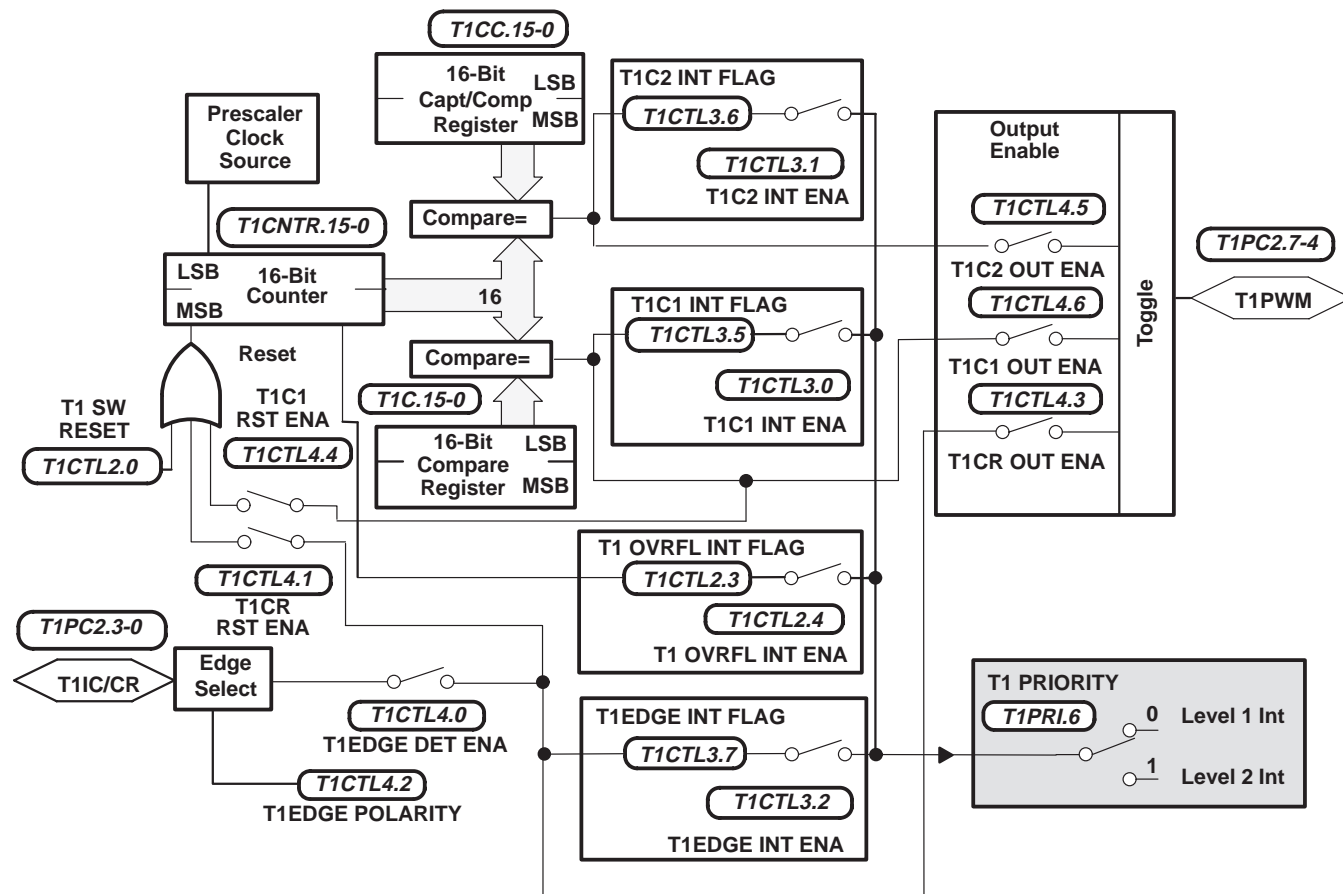 T1CC.15-0
16-Bit
Capt/Comp
Register
LSB
MSB
Prescaler
Clock
Source
T1CNTR.15-0
LSB
MSB
16-Bit
Counter
16
Compare=
Compare=
T1C.15-0
16-Bit
Compare
Register
LSB
MSB
Reset
T1C1
RST ENA
T1CTL4.4
T1 SW
RESET
T1CTL2.0
T1CTL4.1
T1CR
RST ENA
T1PC2.3-0
T1IC/CR
Edge
Select
T1CTL4.0
T1EDGE DET ENA
T1CTL4.2
T1EDGE POLARITY
T1C2 INT FLAG
T1CTL3.6
T1CTL3.1
T1C2 INT ENA
T1C1 INT FLAG
T1CTL3.5
T1CTL3.0
T1C1 INT ENA
T1 OVRFL INT FLAG
T1CTL2.3
T1CTL2.4
T1 OVRFL INT ENA
T1EDGE INT FLAG
T1CTL3.7
T1CTL3.2
T1EDGE INT ENA
Output
Enable
T1CTL4.5
T1C2 OUT ENA
T1CTL4.6
T1C1 OUT ENA
T1CTL4.3
T1CR OUT ENA
Toggle
T1PC2.7-4
T1PWM
T1 PRIORITY
T1PRI.6
0 Level 1 Int
1 Level 2 Int